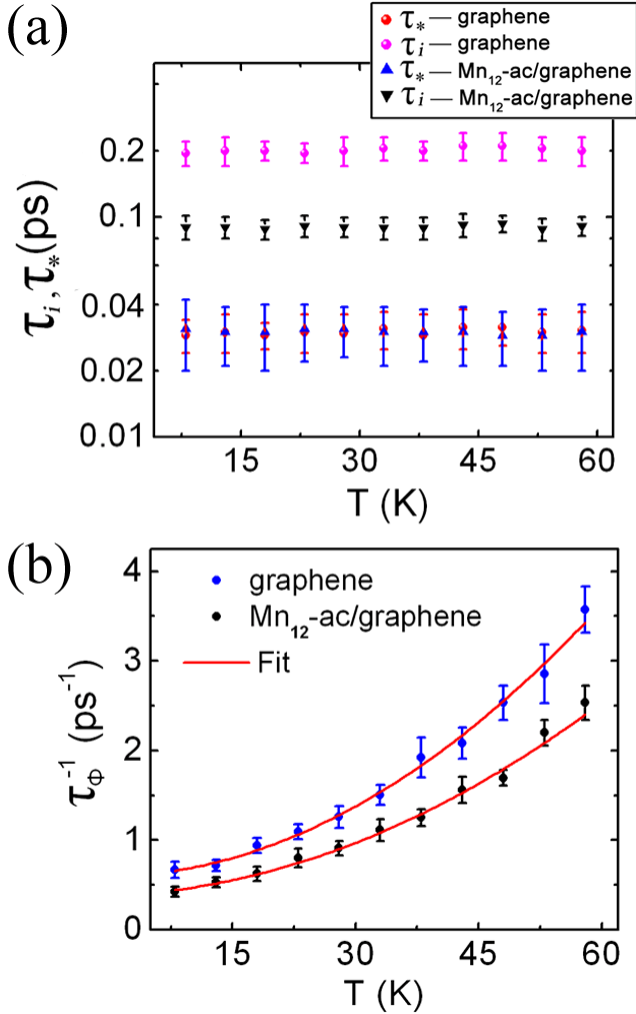 (a)
τ* — graphene
τi — graphene
τ* — Mn12-ac/graphene
τi — Mn12-ac/graphene
τi, τ*(ps)
0.2
0.1
0.04
0.02
0.01
15 30 45 60
T (K)
(b)
graphene
Mn12-ac/graphene
Fit
τΦ-1 (ps-1)
4
3
2
1
0
15 30 45 60
T (K)